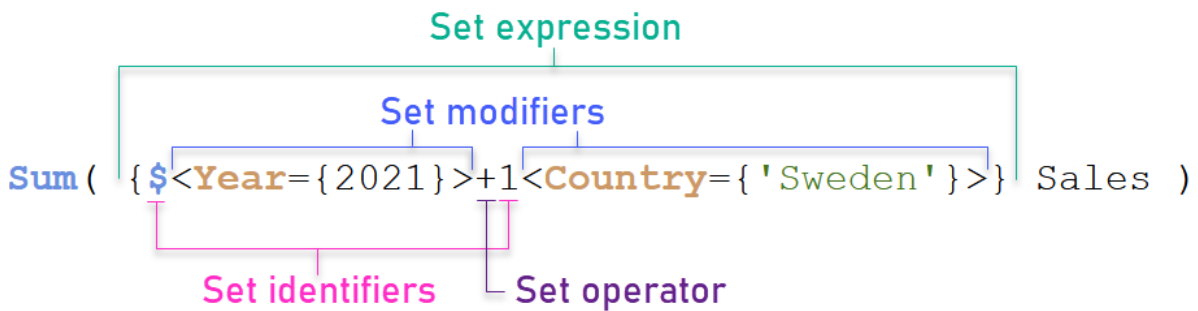 Set expression
Set modifiers
Sum( {$<Year={2021}>+1<Country={'Sweden'}>} Sales )
Set identifiers
Set operator